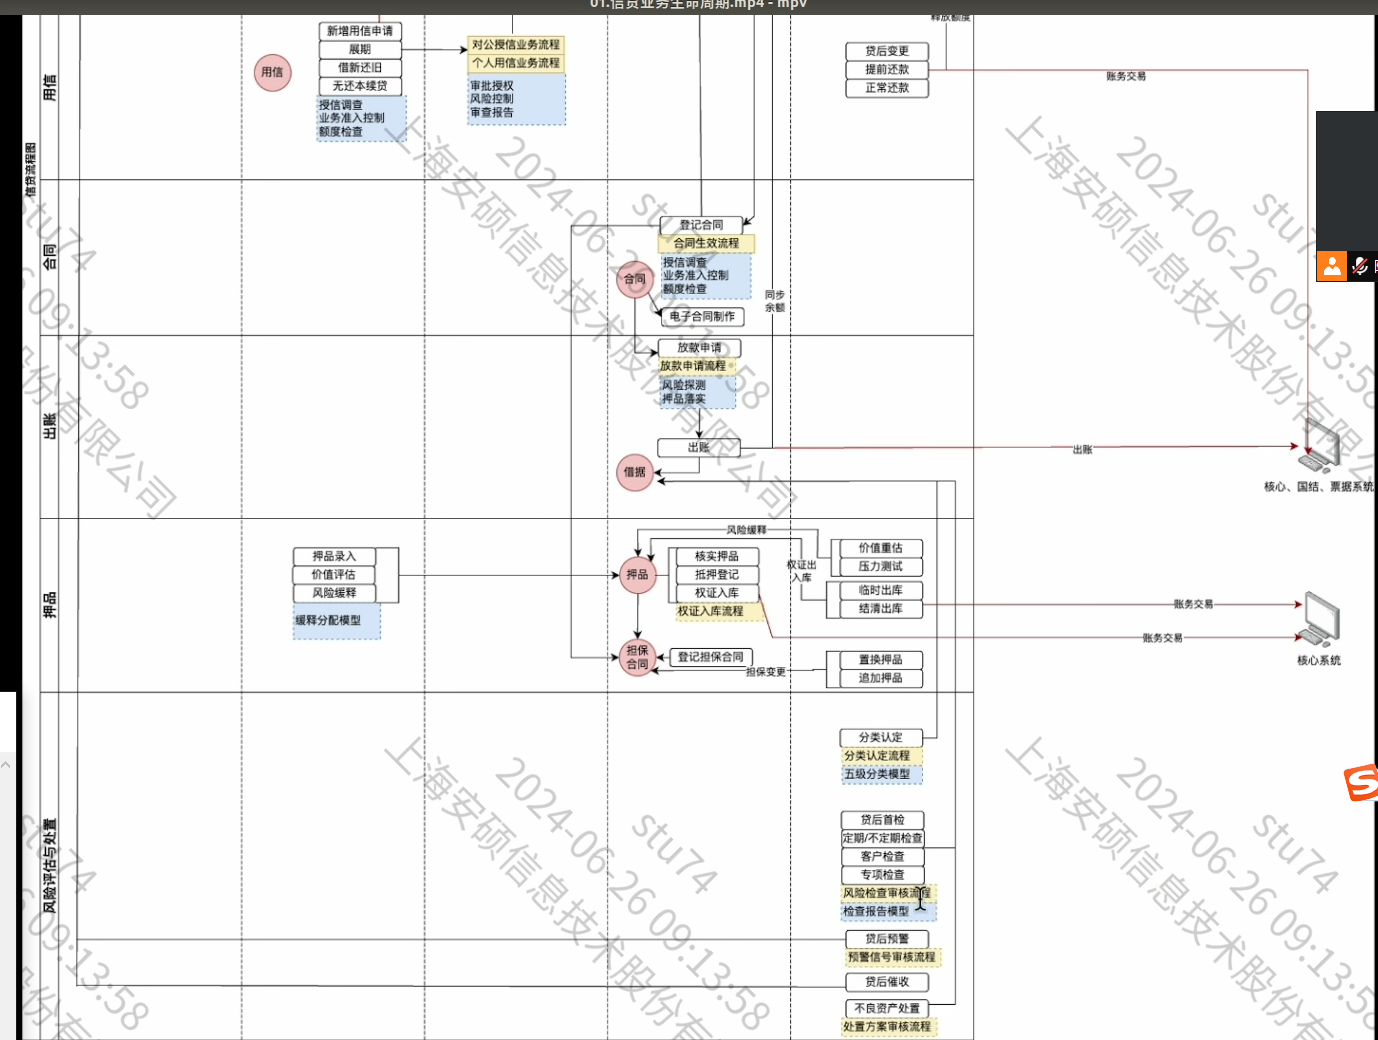 01.信贷业务生命周期.mp4 - mpv
释放额度
新增用信申请
展期
借新还旧
无还本续贷
授信调查
业务准入控制
额度检查
用信
对公授信业务流程
个人用信业务流程
审批授权
风险控制
审查报告
贷后变更
提前还款
正常还款
账务交易
用信
信贷流程图
合同
登记合同
合同生效流程
授信调查
业务准入控制
额度检查
合同
电子合同制作
同步
余额
出账
放款申请
放款申请流程
风险探测
押品落实
出账
借据
出账
核心、国结、票据系统
押品
押品录入
价值评估
风险缓释
缓释分配模型
风险缓释
押品
核实押品
抵押登记
权证入库
权证入库流程
权证出
入库
价值重估
压力测试
临时出库
结清出库
账务交易
账务交易
核心系统
担保
合同
登记担保合同
担保变更
置换押品
追加押品
风险评估与处置
分类认定
分类认定流程
五级分类模型
贷后首检
定期/不定期检查
客户检查
专项检查
风险检查审核流程
检查报告模型
贷后预警
预警信号审核流程
贷后催收
不良资产处置
处置方案审核流程
上海安硕信息技术股份有限公司
2024-06-26 09:13:58
stu74